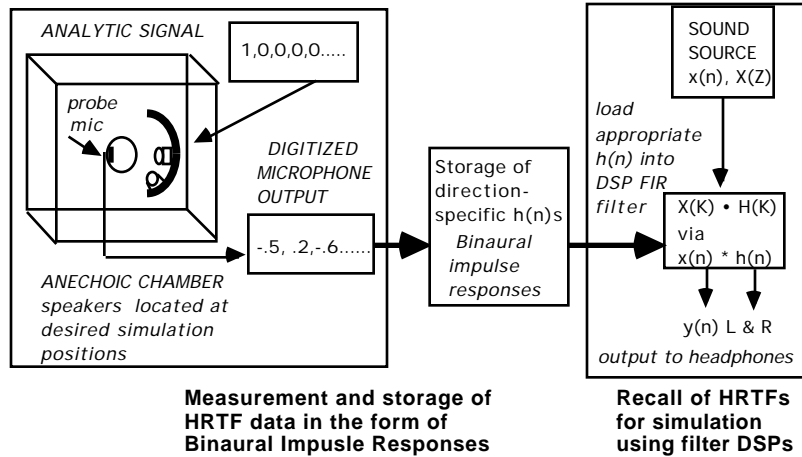 ANALYTIC SIGNAL
1,0,0,0,0.....
probe
mic
DIGITIZED
MICROPHONE
OUTPUT
-.5, .2,-.6......
ANECHOIC CHAMBER
speakers located at
desired simulation
positions
Storage of
direction-
specific h(n)s
Binaural
impulse
responses
SOUND
SOURCE
x(n), X(Z)
load
appropriate
h(n) into
DSP FIR
filter
X(K) • H(K)
via
x(n) * h(n)
y(n) L & R
output to headphones
Measurement and storage of
HRTF data in the form of
Binaural Impusle Responses
Recall of HRTFs
for simulation
using filter DSPs